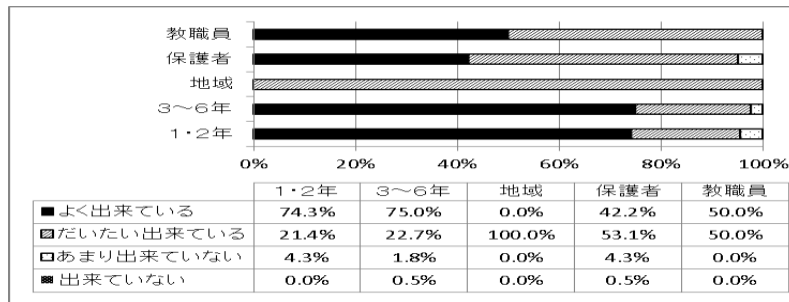 教職員
保護者
地域
3～6年
1・2年
0% 20% 40% 60% 80% 100%
1・2年 3～6年 地域 保護者 教職員
よく出来ている 74.3% 75.0% 0.0% 42.2% 50.0%
だいたい出来ている 21.4% 22.7% 100.0% 53.1% 50.0%
あまり出来ていない 4.3% 1.8% 0.0% 4.3% 0.0%
出来ていない 0.0% 0.5% 0.0% 0.5% 0.0%